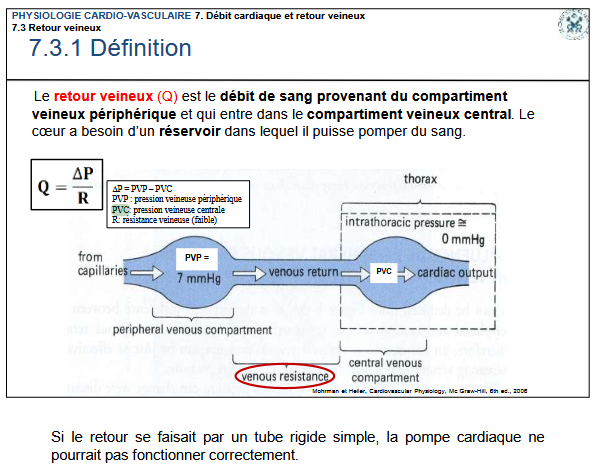 PHYSIOLOGIE CARDIO-VASCULAIRE 7. Débit cardiaque et retour veineux
7.3 Retour veineux
7.3.1 Définition
Le retour veineux (Q) est le débit de sang provenant du compartiment
veineux périphérique et qui entre dans le compartiment veineux central. Le
cœur a besoin d'un réservoir dans lequel il puisse pomper du sang.
Q = ΔP / R
ΔP = PVP – PVC
PVP : pression veineuse périphérique
PVC: pression veineuse centrale
R: résistance veineuse (faible)
thorax
intrathoracic pressure ≅
0 mmHg
from
capillaries
PVP =
7 mmHg
venous return
PVC
cardiac output
peripheral venous compartment
venous resistance
central venous
compartment
Mohrman et Heller, Cardiovascular Physiology, Mc Graw-Hill, 6th ed., 2006
Si le retour se faisait par un tube rigide simple, la pompe cardiaque ne
pourrait pas fonctionner correctement.